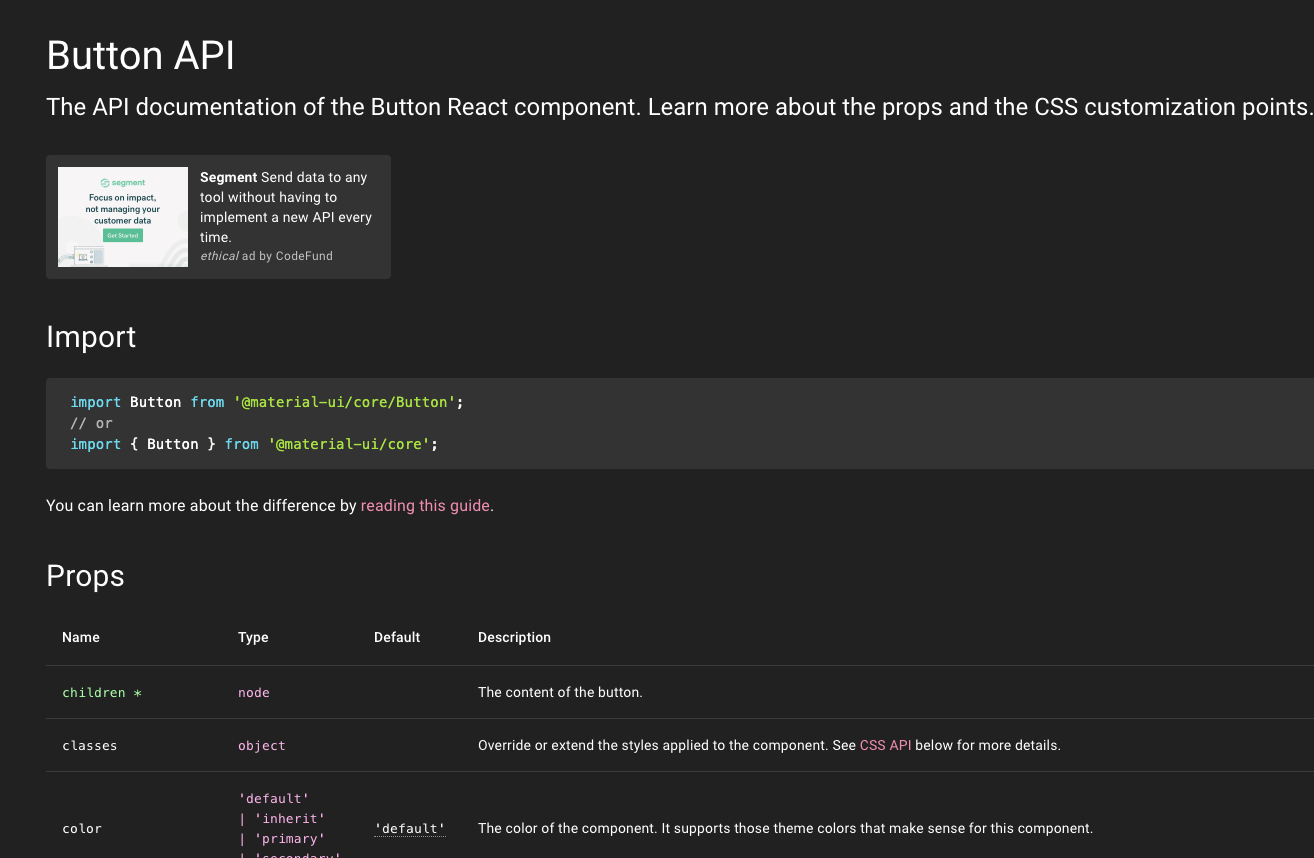 Button API
The API documentation of the Button React component. Learn more about the props and the CSS customization points.
segment
Focus on impact,
not managing your
customer data
Get Started
Segment Send data to any
tool without having to
implement a new API every
time.
ethical ad by CodeFund
Import
import Button from '@material-ui/core/Button';
// or
import { Button } from '@material-ui/core';
You can learn more about the difference by reading this guide.
Props
Name Type Default Description
children * node The content of the button.
classes object Override or extend the styles applied to the component. See CSS API below for more details.
'default'
| 'inherit'
| 'primary'
| 'secondary'
color 'default' The color of the component. It supports those theme colors that make sense for this component.